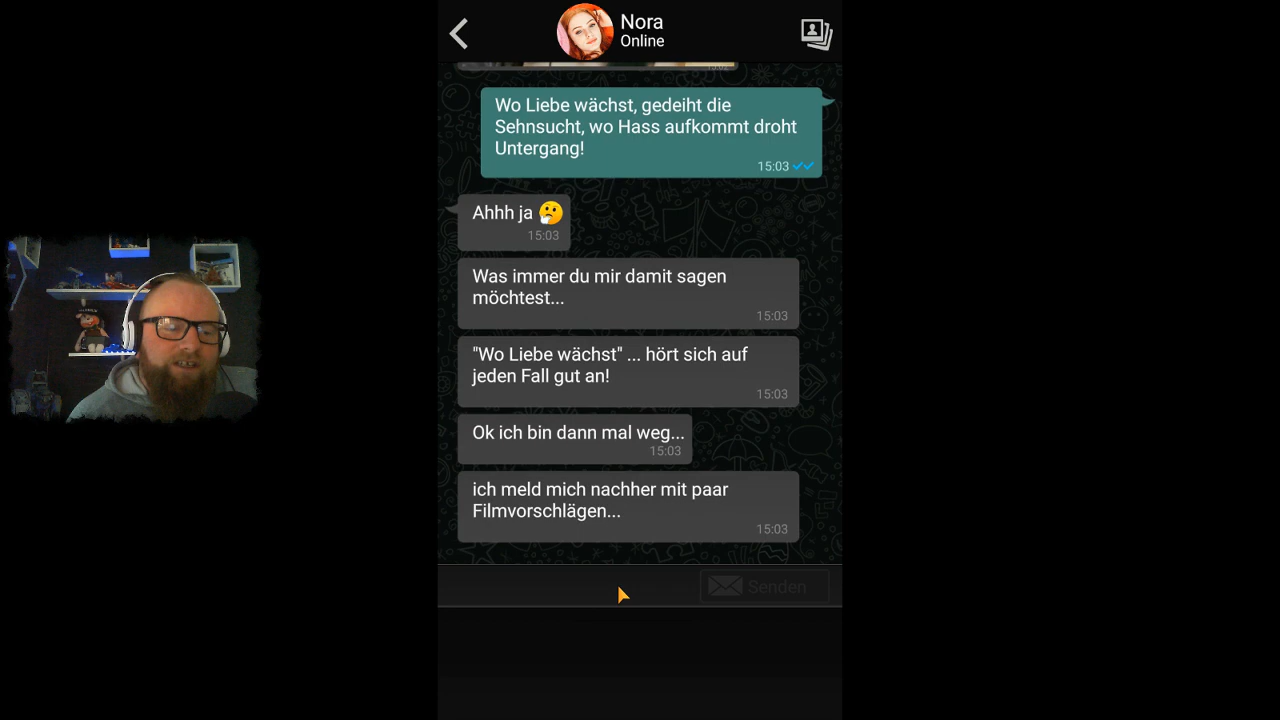 Nora
Online
Wo Liebe wächst, gedeiht die
Sehnsucht, wo Hass aufkommt droht
Untergang!
15:03
Ahhh ja 🤔
15:03
Was immer du mir damit sagen
möchtest...
15:03
"Wo Liebe wächst" ... hört sich auf
jeden Fall gut an!
15:03
Ok ich bin dann mal weg...
15:03
ich meld mich nachher mit paar
Filmvorschlägen...
15:03
Senden